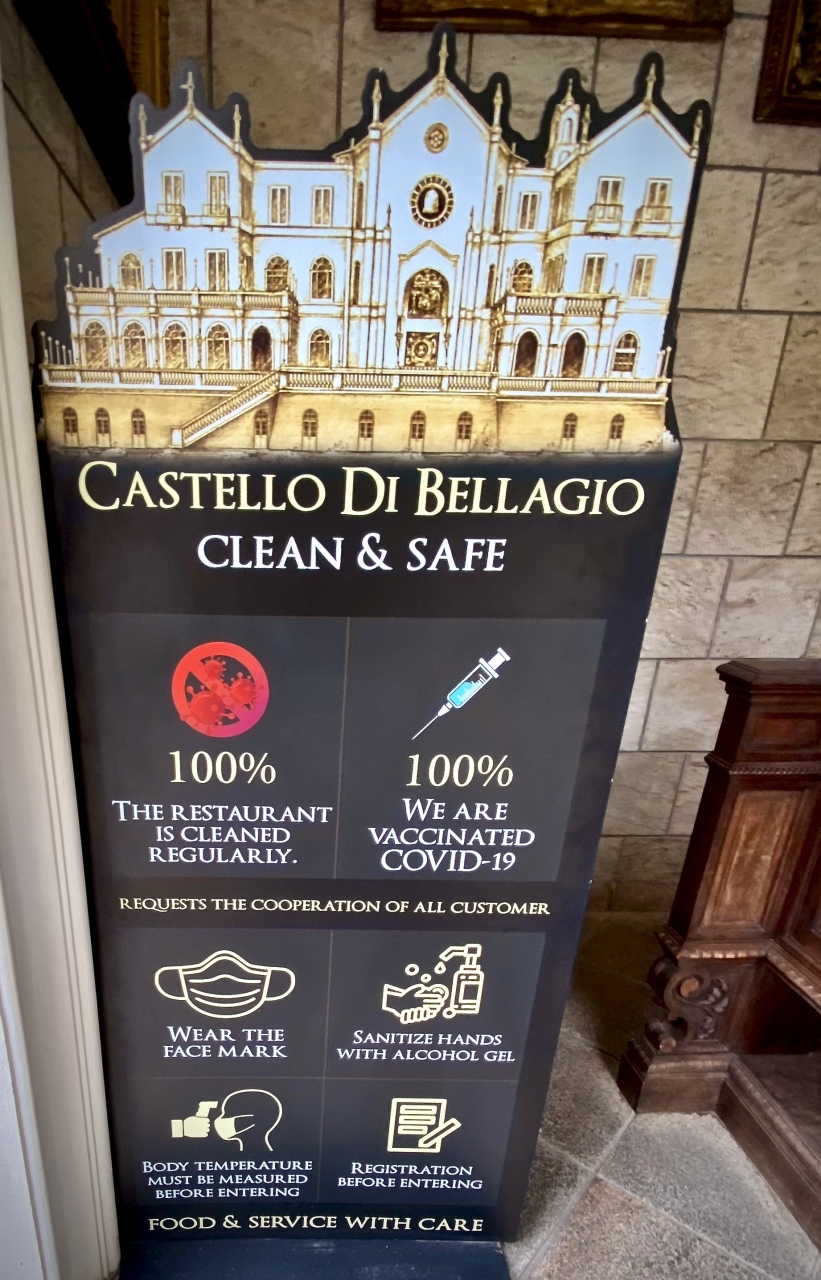 CASTELLO DI BELLAGIO
CLEAN & SAFE
100%
THE RESTAURANT
IS CLEANED
REGULARLY.
100%
WE ARE
VACCINATED
COVID-19
REQUESTS THE COOPERATION OF ALL CUSTOMER
WEAR THE
FACE MARK
SANITIZE HANDS
WITH ALCOHOL GEL
BODY TEMPERATURE
MUST BE MEASURED
BEFORE ENTERING
REGISTRATION
BEFORE ENTERING
FOOD & SERVICE WITH CARE